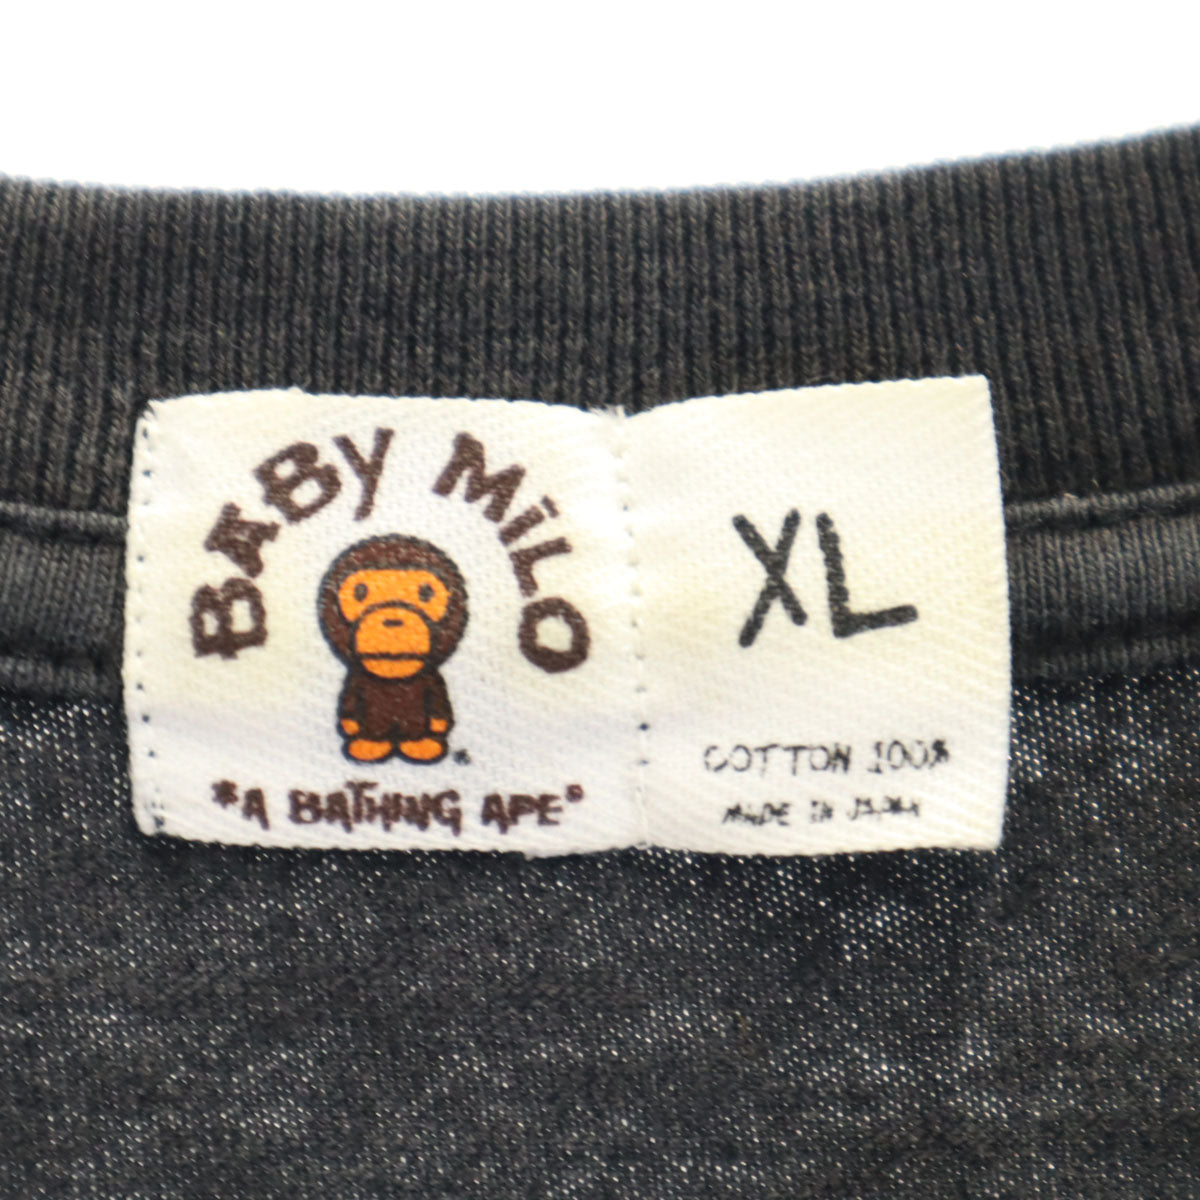 BABY MiLO
®
*A BATHING APE®
XL
COTTON 100%
MADE IN JAPAN